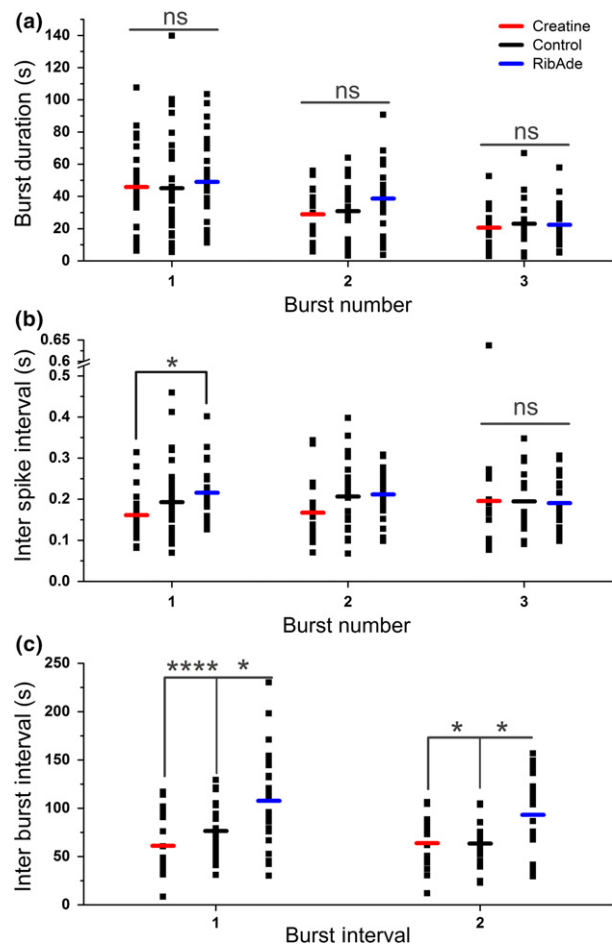 (a)
ns
ns
ns
Creatine
Control
RibAde
Burst duration (s)
140
120
100
80
60
40
20
0
1 2 3
Burst number
(b)
*
ns
Inter spike interval (s)
0.65
0.6
0.5
0.4
0.3
0.2
0.1
0.0
1 2 3
Burst number
(c)
**** *
* *
Inter burst interval (s)
250
200
150
100
50
0
1 2
Burst interval